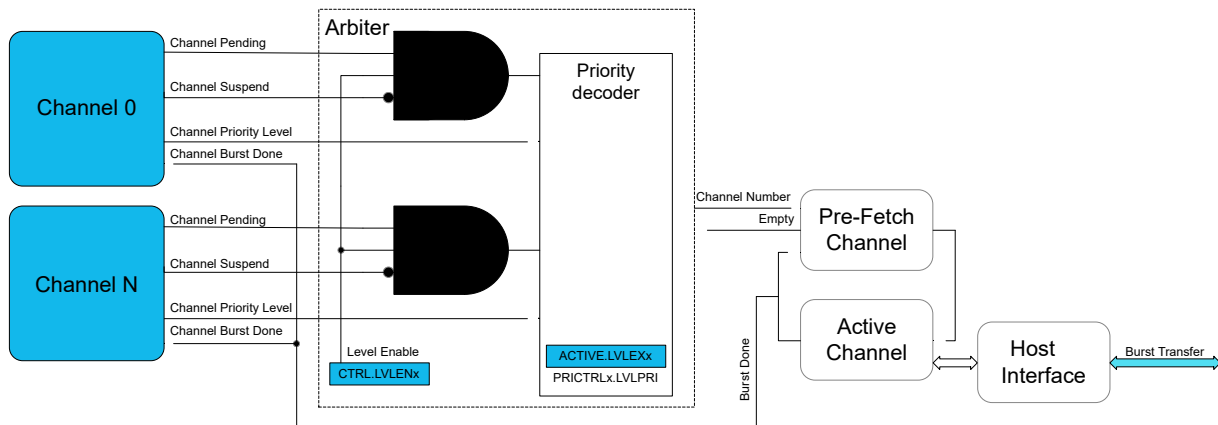 Arbiter
Channel Pending
Channel Suspend
Channel 0
Channel Priority Level
Channel Burst Done
Priority
decoder
Channel Number
Empty
Pre-Fetch
Channel
Channel Pending
Channel Suspend
Channel N
Channel Priority Level
Channel Burst Done
Level Enable
CTRL.LVLENx
ACTIVE.LVLEXx
PRICTRLx.LVLPRI
Burst Done
Active
Channel
Host
Interface
Burst Transfer